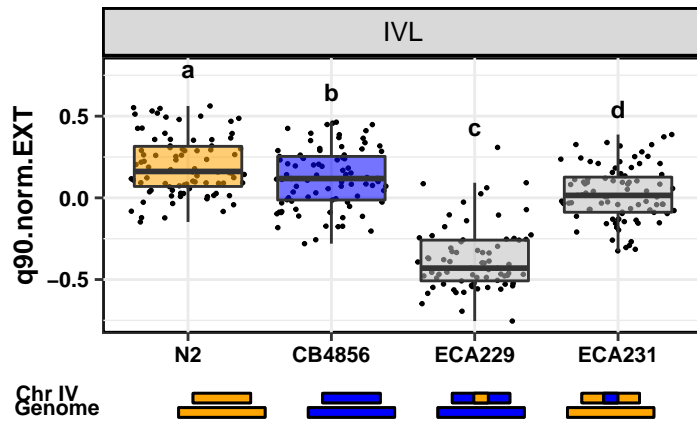 IVL
a
b
c
d
q90.norm.EXT
0.5
0.0
−0.5
N2 CB4856 ECA229 ECA231
Chr IV
Genome